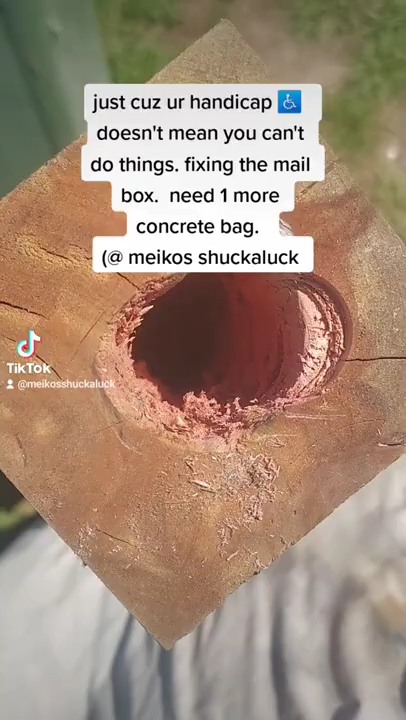 just cuz ur handicap ♿
doesn't mean you can't
do things. fixing the mail
box. need 1 more
concrete bag.
(@ meikos shuckaluck
TikTok
@meikosshuckaluck